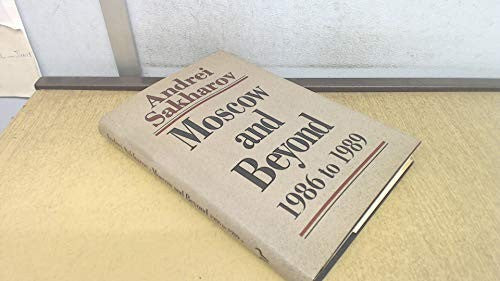 Andrei
Sakharov
Moscow
and
Beyond
1986 to 1989